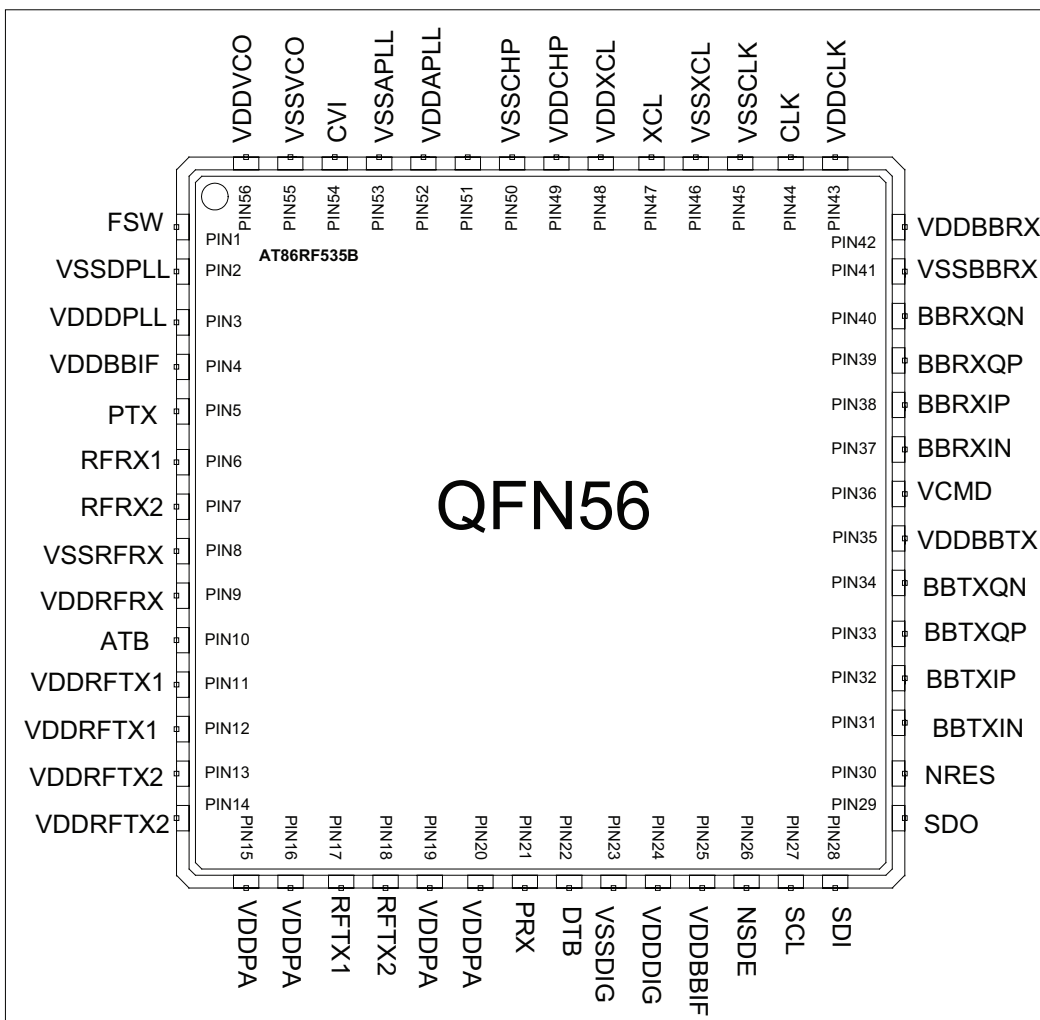 VDDVCO
VSSVCO
CVI
VSSAPLL
VDDAPLL
VSSCHP
VDDCHP
VDDXCL
XCL
VSSXCL
VSSCLK
CLK
VDDCLK
PIN56
PIN55
PIN54
PIN53
PIN52
PIN51
PIN50
PIN49
PIN48
PIN47
PIN46
PIN45
PIN44
PIN43
AT86RF535B
FSW PIN1
VSSDPLL PIN2
VDDDPLL PIN3
VDDBBIF PIN4
PTX PIN5
RFRX1 PIN6
RFRX2 PIN7
VSSRFRX PIN8
VDDRFRX PIN9
ATB PIN10
VDDRFTX1 PIN11
VDDRFTX1 PIN12
VDDRFTX2 PIN13
VDDRFTX2 PIN14
QFN56
PIN42 VDDBBRX
PIN41 VSSBBRX
PIN40 BBRXQN
PIN39 BBRXQP
PIN38 BBRXIP
PIN37 BBRXIN
PIN36 VCMD
PIN35 VDDBBTX
PIN34 BBTXQN
PIN33 BBTXQP
PIN32 BBTXIP
PIN31 BBTXIN
PIN30 NRES
PIN29 SDO
PIN15
PIN16
PIN17
PIN18
PIN19
PIN20
PIN21
PIN22
PIN23
PIN24
PIN25
PIN26
PIN27
PIN28
VDDPA
VDDPA
RFTX1
RFTX2
VDDPA
VDDPA
PRX
DTB
VSSDIG
VDDDIG
VDDBBIF
NSDE
SCL
SDI